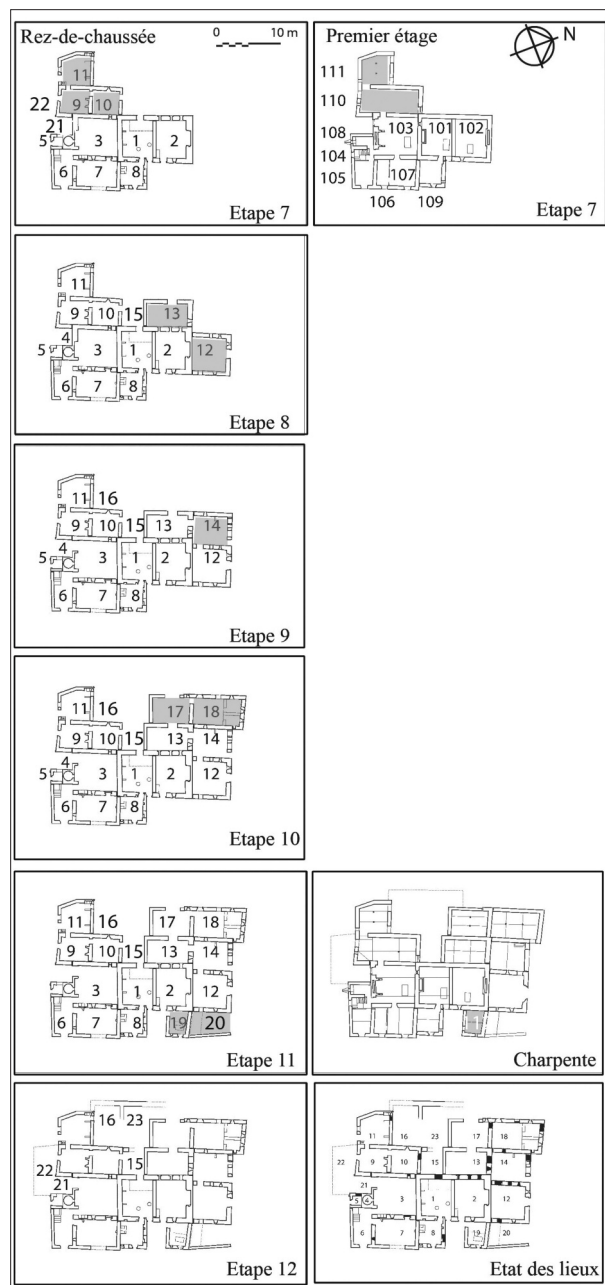 Rez-de-chaussée
0 10 m
11
22 9 10
21
5 3 1 2
6 7 8
Etape 7
Premier étage
N
111
110
108 103 101 102
104
105 107
106 109
Etape 7
11
9 10 15 13
4
5 3 1 2 12
6 7 8
Etape 8
11 16
9 10 15 13 14
4
5 3 1 2 12
6 7 8
Etape 9
11 16 17 18
9 10 15 13 14
4
5 3 1 2 12
6 7 8
Etape 10
11 16 17 18
9 10 15 13 14
3 1 2 12
6 7 8 19 20
Etape 11
Charpente
16 23
15
22
21
Etape 12
11 16 23 17 18
22 9 10 15 13 14
21
5 4 3 1 2 12
6 7 8 19 20
Etat des lieux